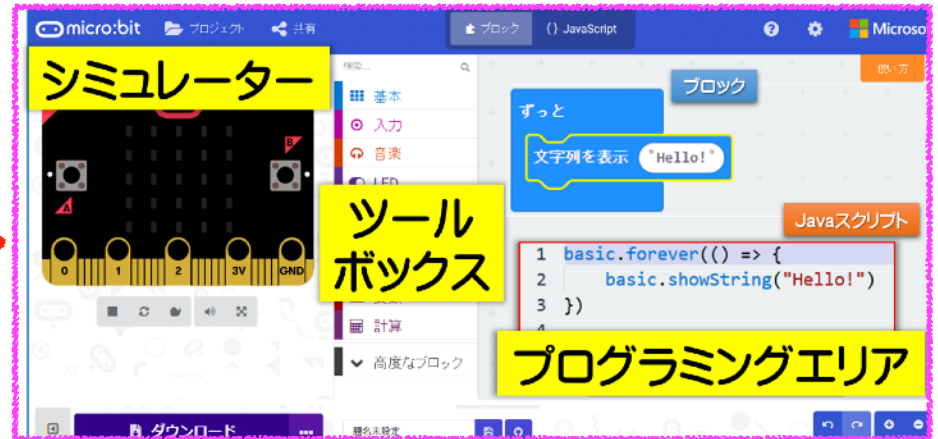 micro:bit プロジェクト 共有 ブロック {} JavaScript ? Microso
シミュレーター
検索...
使い方
基本
入力
音楽
LED
ブロック
ずっと
文字列を表示 "Hello!"
A
B
0 1 2 3V GND
ツール
ボックス
計算
高度なブロック
Javaスクリプト
1 basic.forever(() => {
2 basic.showString("Hello!")
3 })
4
プログラミングエリア
ダウンロード ...
題名未設定